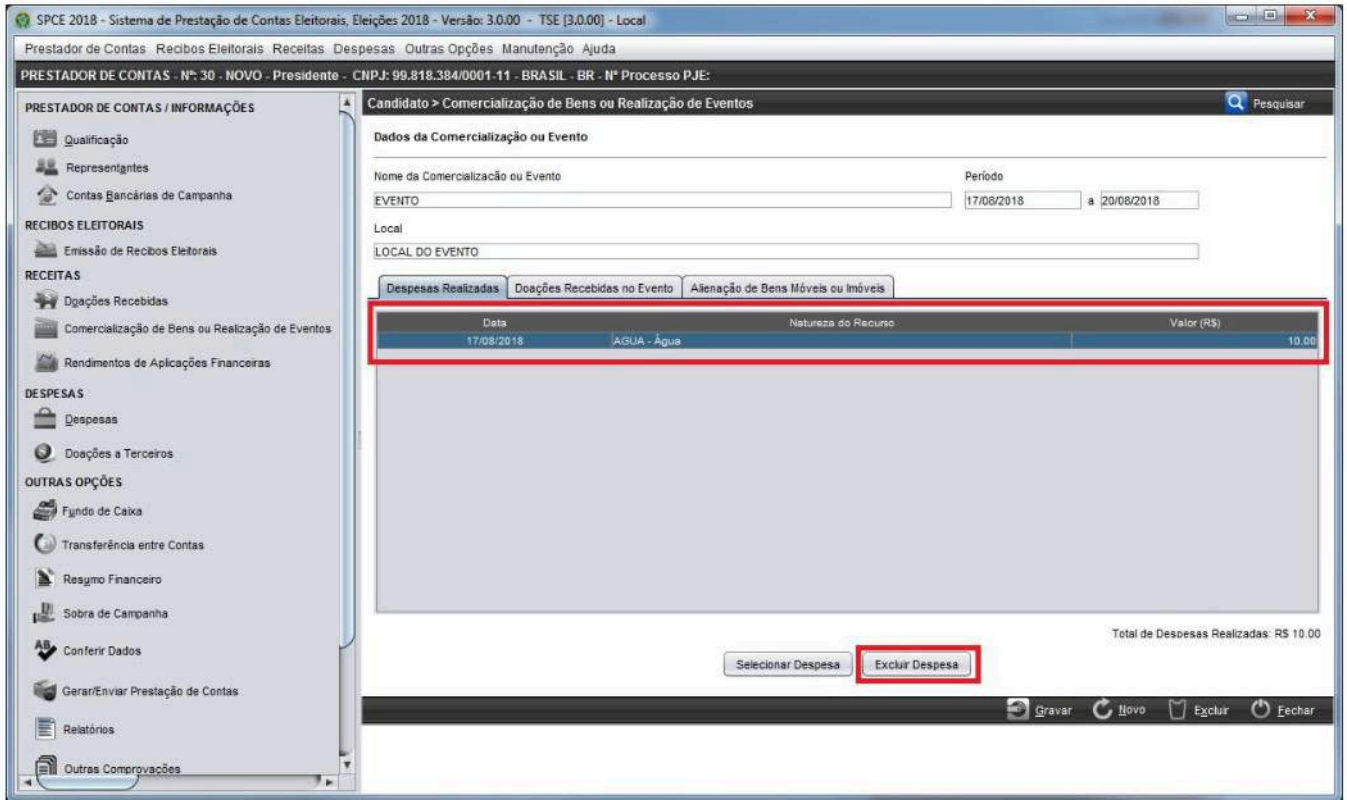 SPCE 2018 - Sistema de Prestação de Contas Eleitorais, Eleições 2018 - Versão: 3.0.00 - TSE [3.0.00] - Local
Prestador de Contas Recibos Eleitorais Receitas Despesas Outras Opções Manutenção Ajuda
PRESTADOR DE CONTAS - Nº: 30 - NOVO - Presidente - CNPJ: 99.818.384/0001-11 - BRASIL - BR - Nº Processo PJE:
PRESTADOR DE CONTAS / INFORMAÇÕES
Qualificação
Representantes
Contas Bancárias de Campanha
RECIBOS ELEITORAIS
Emissão de Recibos Eleitorais
RECEITAS
Doações Recebidas
Comercialização de Bens ou Realização de Eventos
Rendimentos de Aplicações Financeiras
DESPESAS
Despesas
Doações a Terceiros
OUTRAS OPÇÕES
Fundo de Caixa
Transferência entre Contas
Resumo Financeiro
Sobra de Campanha
Conferir Dados
Gerar/Enviar Prestação de Contas
Relatórios
Outras Comprovações
Candidato > Comercialização de Bens ou Realização de Eventos
Pesquisar
Dados da Comercialização ou Evento
Nome da Comercialização ou Evento
Período
EVENTO
17/08/2018 a 20/08/2018
Local
LOCAL DO EVENTO
Despesas Realizadas Doações Recebidas no Evento Alienação de Bens Móveis ou Imóveis
Data Natureza do Recurso Valor (R$)
17/08/2018 AGUA - Água 10,00
Total de Despesas Realizadas: R$ 10.00
Selecionar Despesa Excluir Despesa
Gravar Novo Excluir Fechar